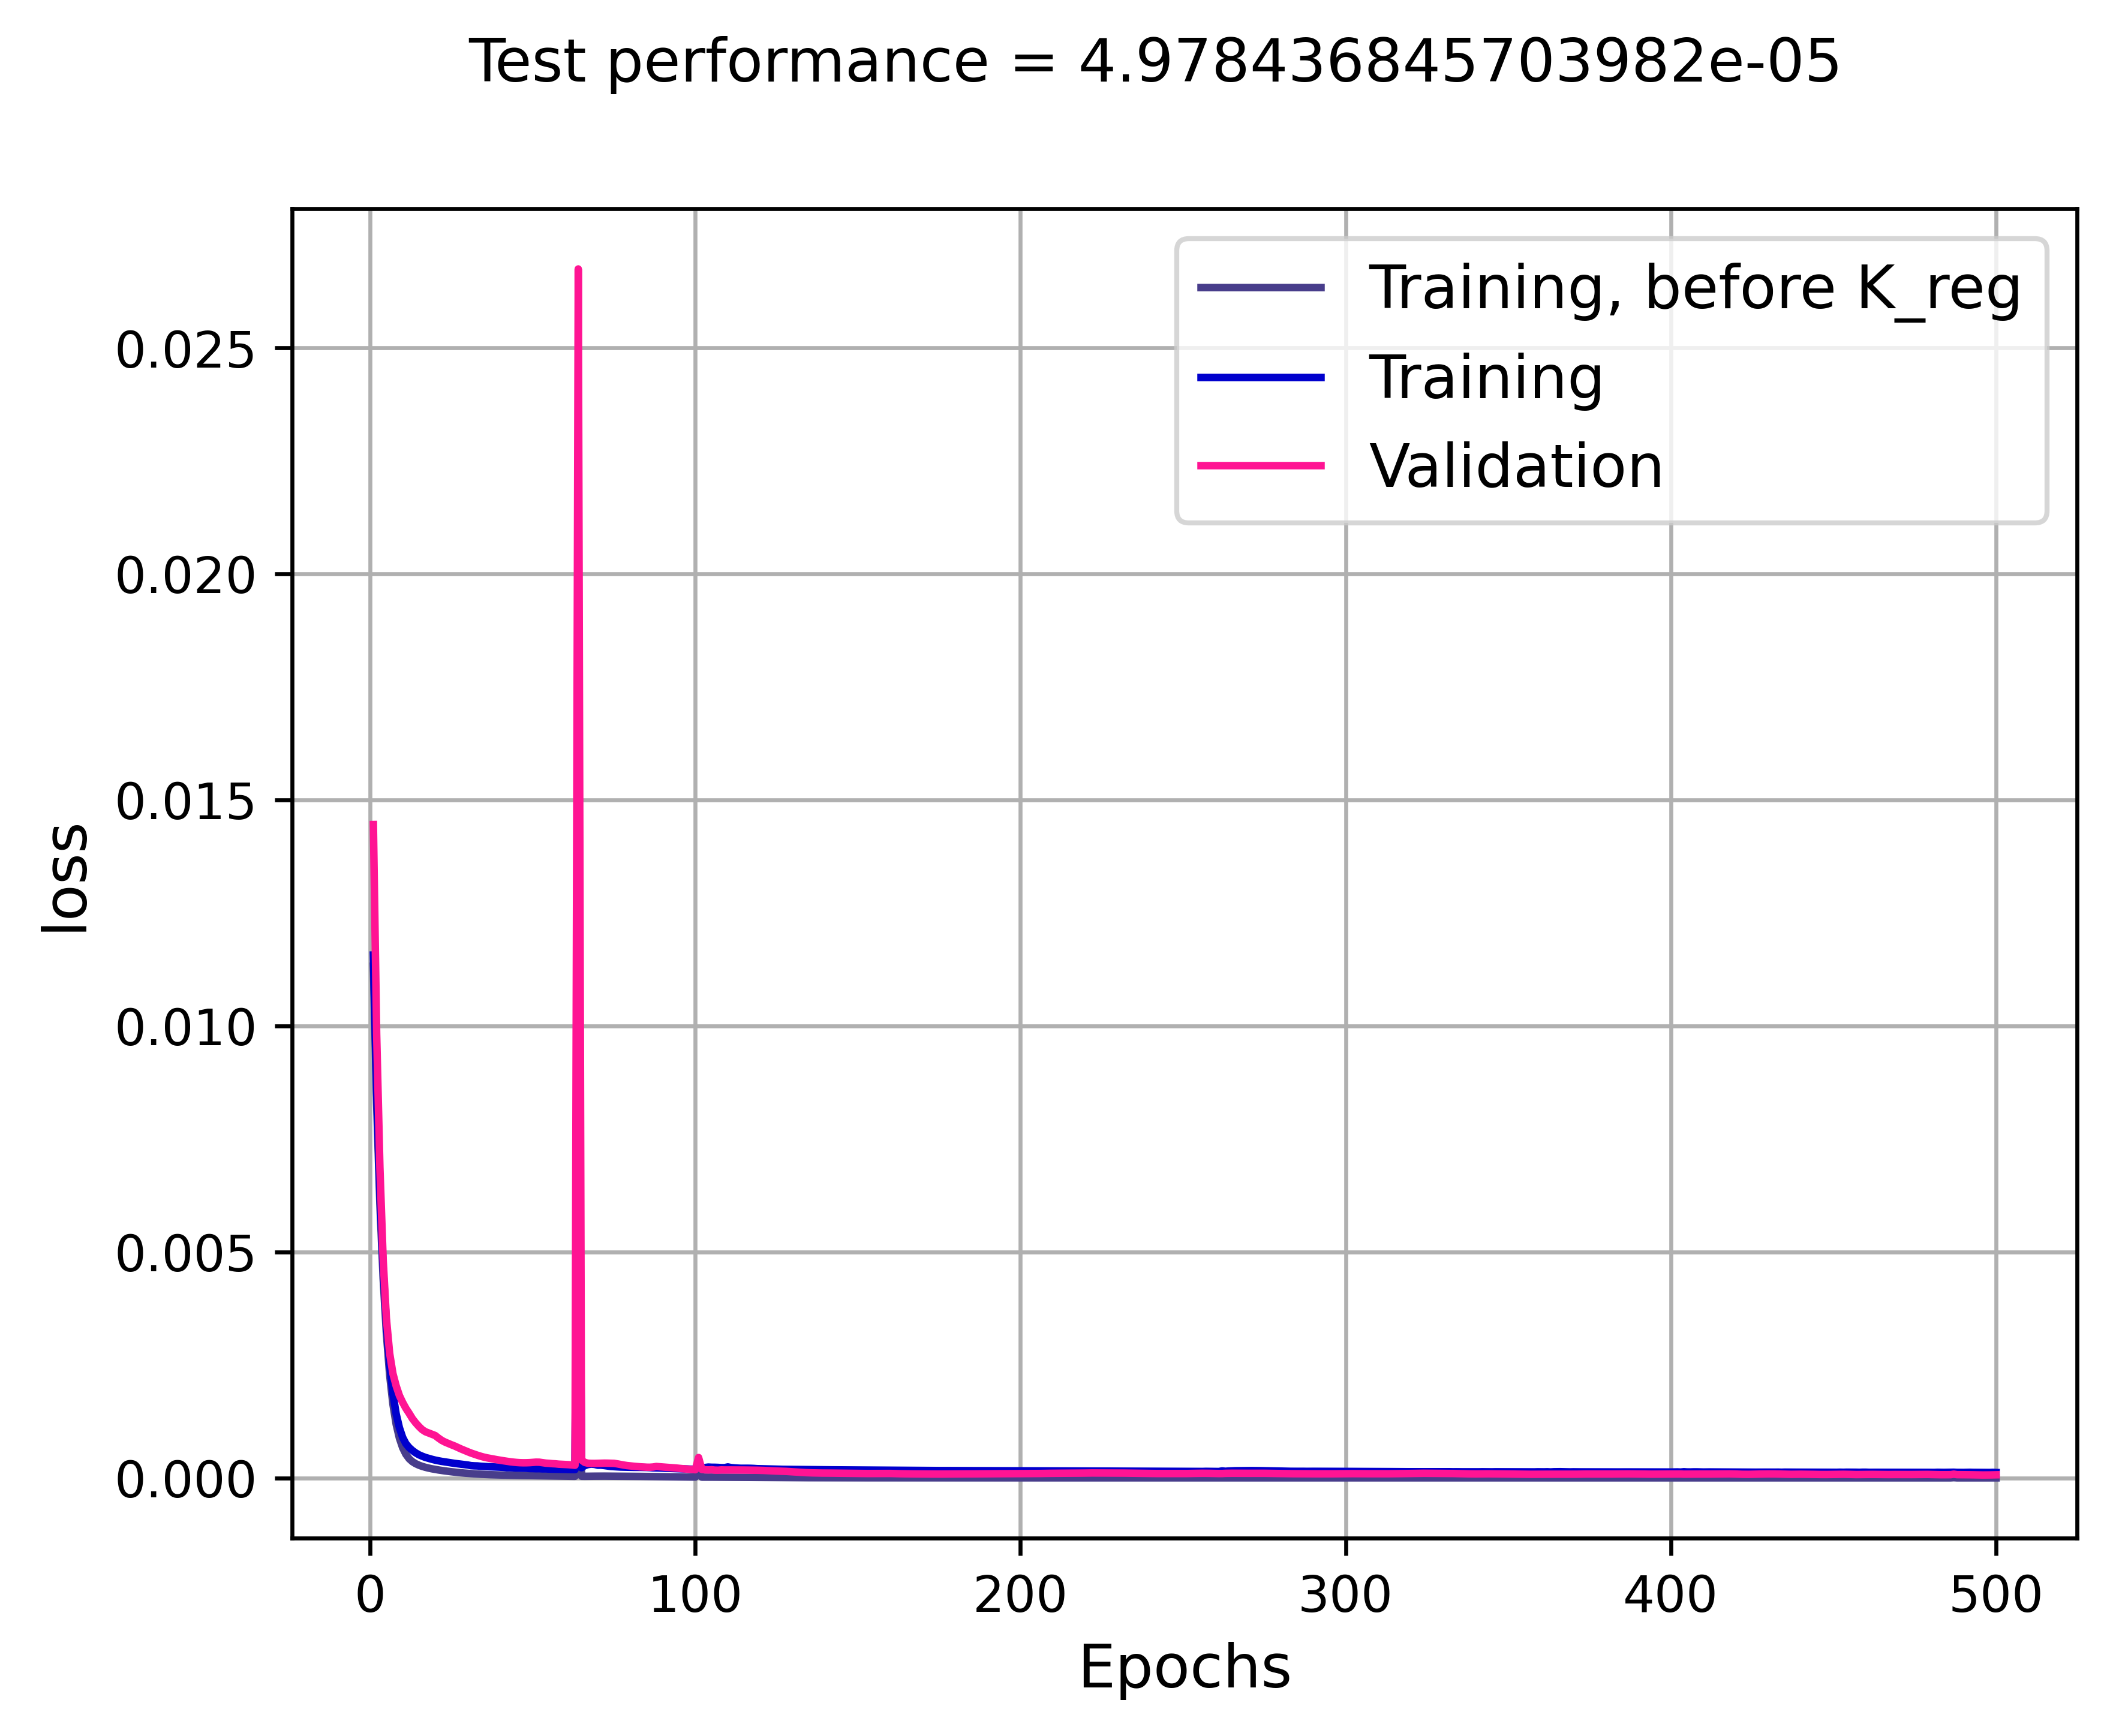 Test performance = 4.978436845703982e-05
Training, before K_reg
Training
Validation
0.025
0.020
0.015
0.010
0.005
0.000
loss
0
100
200
300
400
500
Epochs